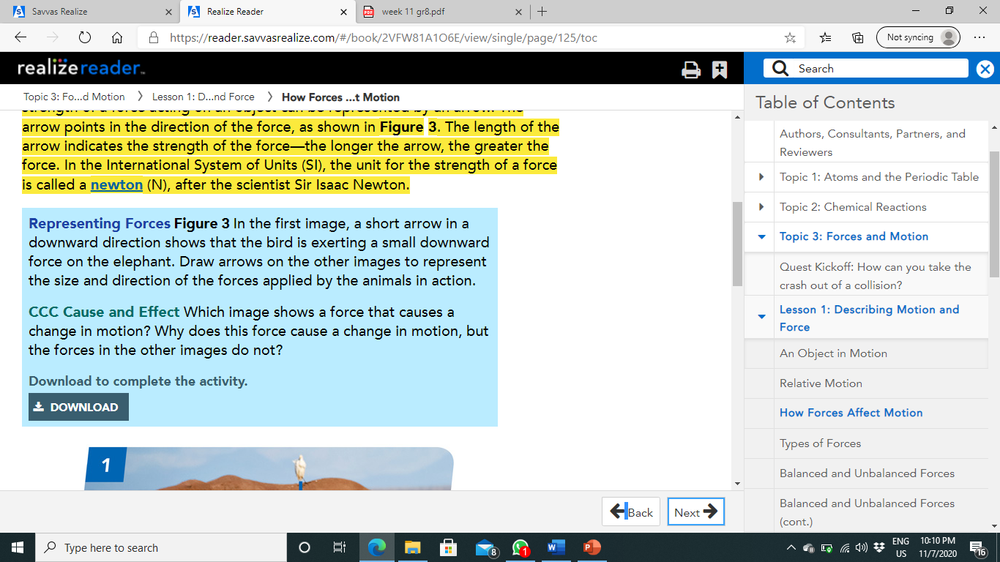 Savvas Realize
Realize Reader
week 11 gr8.pdf
https://reader.savvasrealize.com/#/book/2VFW81A1O6E/view/single/page/125/toc
Not syncing
realizereader
Search
Topic 3: Fo...d Motion
Lesson 1: D...nd Force
How Forces ...t Motion
strength of a force acting on an object can be represented by an arrow. The
arrow points in the direction of the force, as shown in Figure 3. The length of the
arrow indicates the strength of the force—the longer the arrow, the greater the
force. In the International System of Units (SI), the unit for the strength of a force
is called a newton (N), after the scientist Sir Isaac Newton.
Representing Forces Figure 3 In the first image, a short arrow in a
downward direction shows that the bird is exerting a small downward
force on the elephant. Draw arrows on the other images to represent
the size and direction of the forces applied by the animals in action.
CCC Cause and Effect Which image shows a force that causes a
change in motion? Why does this force cause a change in motion, but
the forces in the other images do not?
Download to complete the activity.
DOWNLOAD
1
Back
Next
Table of Contents
Authors, Consultants, Partners, and
Reviewers
Topic 1: Atoms and the Periodic Table
Topic 2: Chemical Reactions
Topic 3: Forces and Motion
Quest Kickoff: How can you take the
crash out of a collision?
Lesson 1: Describing Motion and
Force
An Object in Motion
Relative Motion
How Forces Affect Motion
Types of Forces
Balanced and Unbalanced Forces
Balanced and Unbalanced Forces
(cont.)
Type here to search
8
1
ENG
US
10:10 PM
11/7/2020
16